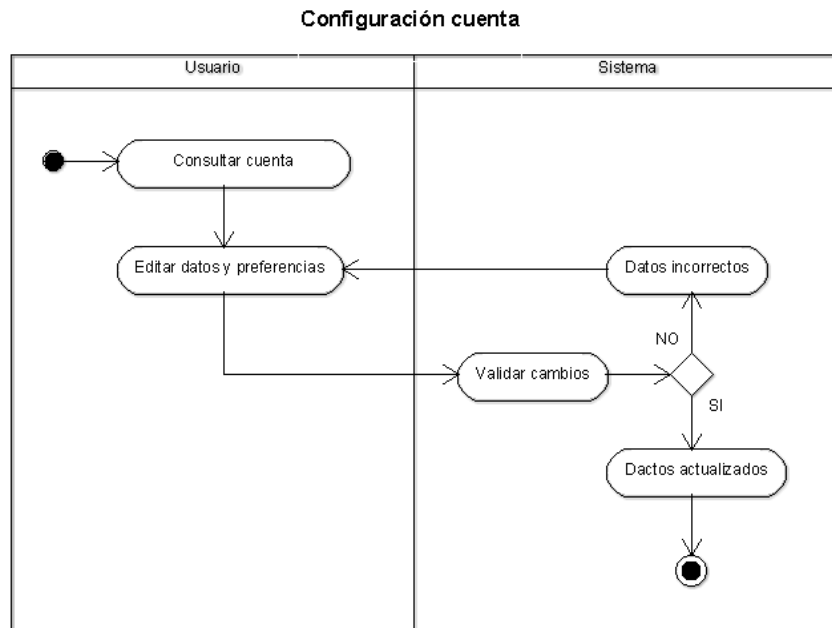 Configuración cuenta
Usuario
Sistema
Consultar cuenta
Editar datos y preferencias
Datos incorrectos
NO
Validar cambios
SI
Dactos actualizados